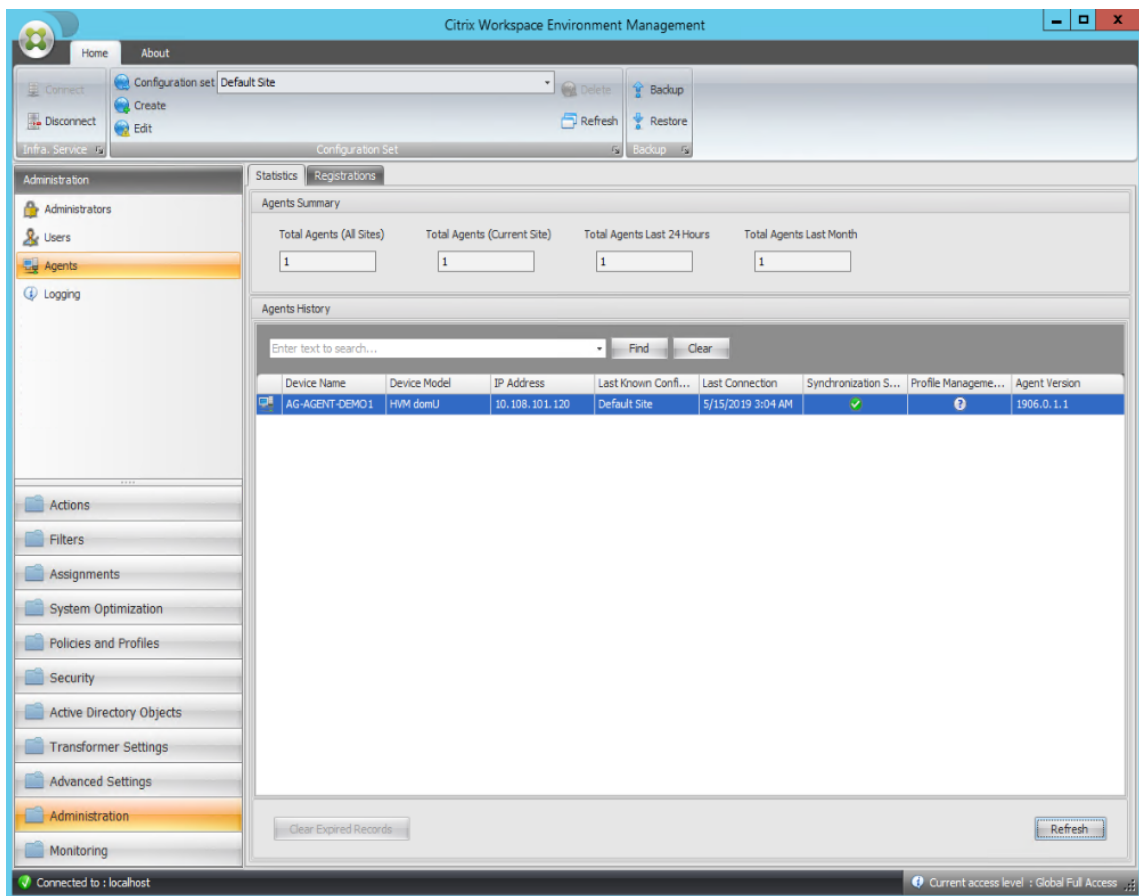 Citrix Workspace Environment Management
Home About
Connect
Disconnect
Infra. Service
Configuration set Default Site
Create
Edit
Delete
Refresh
Configuration Set
Backup
Restore
Backup
Administration
Administrators
Users
Agents
Logging
Actions
Filters
Assignments
System Optimization
Policies and Profiles
Security
Active Directory Objects
Transformer Settings
Advanced Settings
Administration
Monitoring
Statistics Registrations
Agents Summary
Total Agents (All Sites) Total Agents (Current Site) Total Agents Last 24 Hours Total Agents Last Month
1 1 1 1
Agents History
Enter text to search... Find Clear
Device Name Device Model IP Address Last Known Confi... Last Connection Synchronization S... Profile Manageme... Agent Version
AG-AGENT-DEMO1 HVM domU 10.108.101.120 Default Site 5/15/2019 3:04 AM 1906.0.1.1
Clear Expired Records Refresh
Connected to : localhost Current access level : Global Full Access